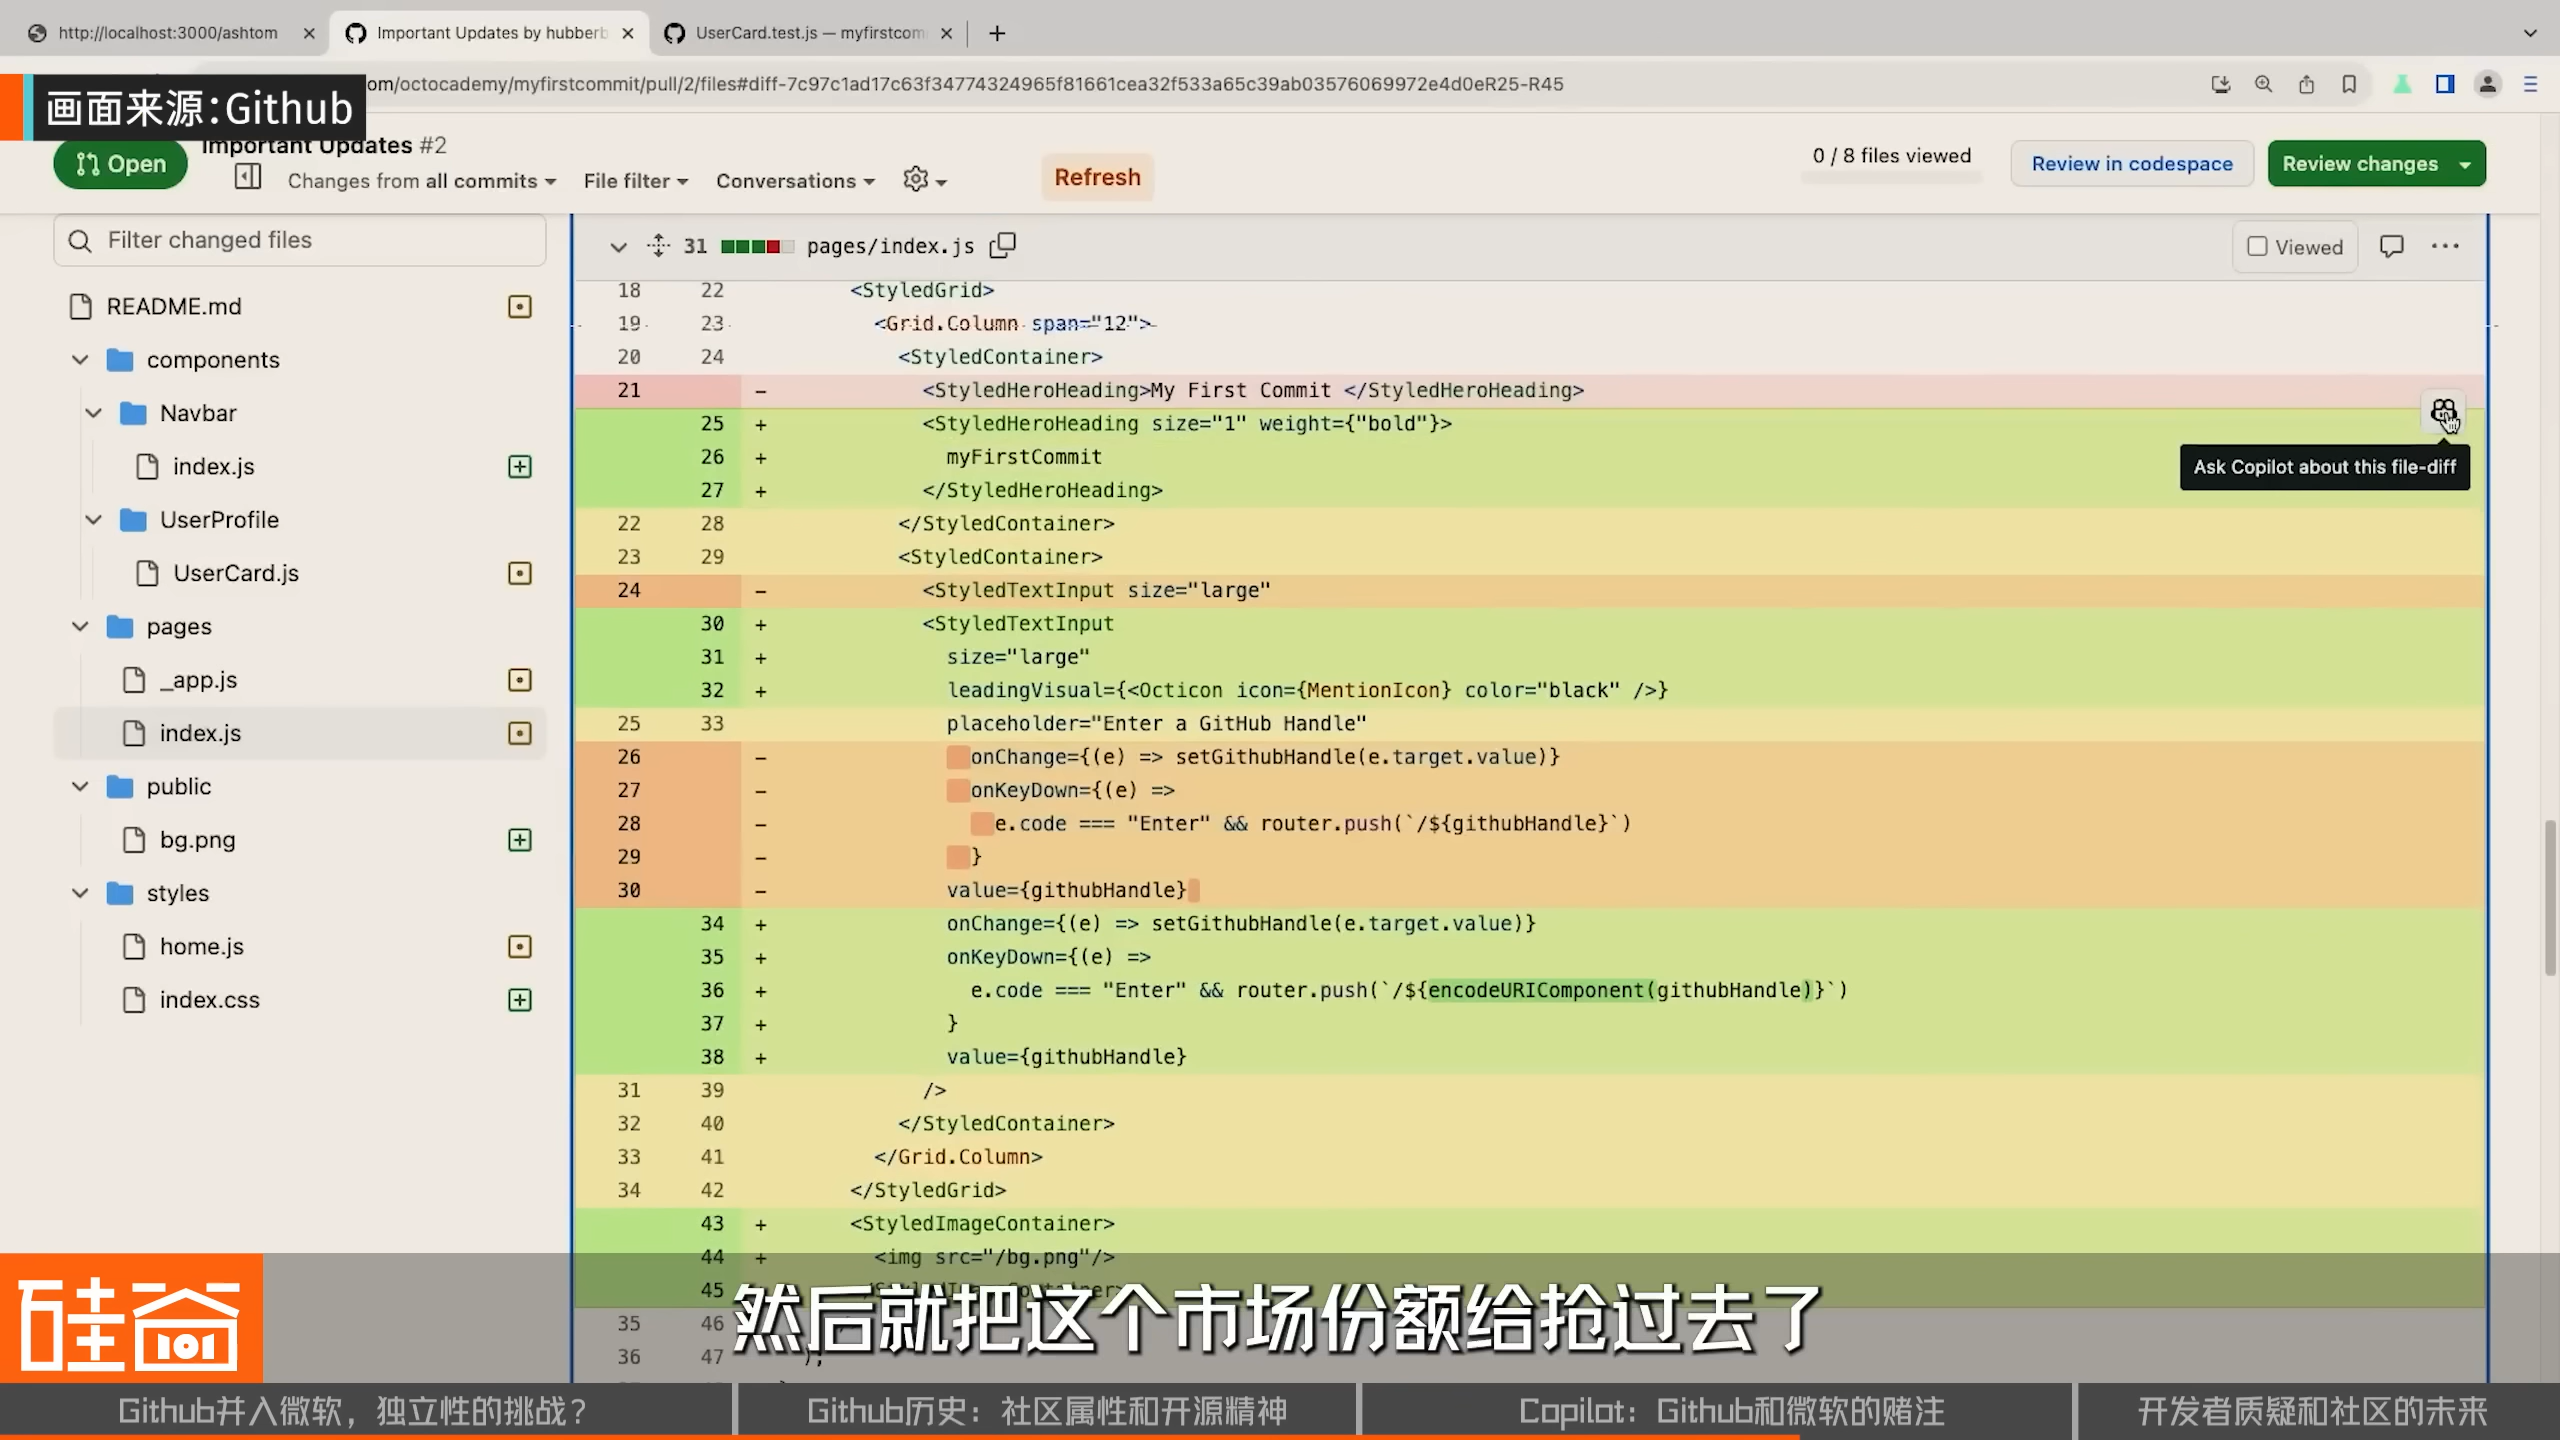 http://localhost:3000/ashtom
Important Updates by hubberb
UserCard.test.js — myfirstcom
om/octocademy/myfirstcommit/pull/2/files#diff-7c97c1ad17c63f34774324965f81661cea32f533a65c39ab03576069972e4d0eR25-R45
画面来源:Github
Open
Important Updates #2
Changes from all commits
File filter
Conversations
Refresh
0 / 8 files viewed
Review in codespace
Review changes
Filter changed files
README.md
components
Navbar
index.js
UserProfile
UserCard.js
pages
_app.js
index.js
public
bg.png
styles
home.js
index.css
31 pages/index.js
Viewed
18 22 <StyledGrid>
19 23 <Grid.Column span="12">
20 24 <StyledContainer>
21 - <StyledHeroHeading>My First Commit </StyledHeroHeading>
25 + <StyledHeroHeading size="1" weight={"bold"}>
26 + myFirstCommit
Ask Copilot about this file-diff
27 + </StyledHeroHeading>
22 28 </StyledContainer>
23 29 <StyledContainer>
24 - <StyledTextInput size="large"
30 + <StyledTextInput
31 + size="large"
32 + leadingVisual={<Octicon icon={MentionIcon} color="black" />}
25 33 placeholder="Enter a GitHub Handle"
26 - onChange={(e) => setGithubHandle(e.target.value)}
27 - onKeyDown={(e) =>
28 - e.code === "Enter" && router.push(`/${githubHandle}`)
29 - }
30 - value={githubHandle}
34 + onChange={(e) => setGithubHandle(e.target.value)}
35 + onKeyDown={(e) =>
36 + e.code === "Enter" && router.push(`/${encodeURIComponent(githubHandle)}`)
37 + }
38 + value={githubHandle}
31 39 />
32 40 </StyledContainer>
33 41 </Grid.Column>
34 42 </StyledGrid>
43 + <StyledImageContainer>
44 + <img src="/bg.png"/>
45
35 46
36 47 );
硅谷
101
然后就把这个市场份额给抢过去了
Github并入微软，独立性的挑战？
Github历史：社区属性和开源精神
Copilot：Github和微软的赌注
开发者质疑和社区的未来